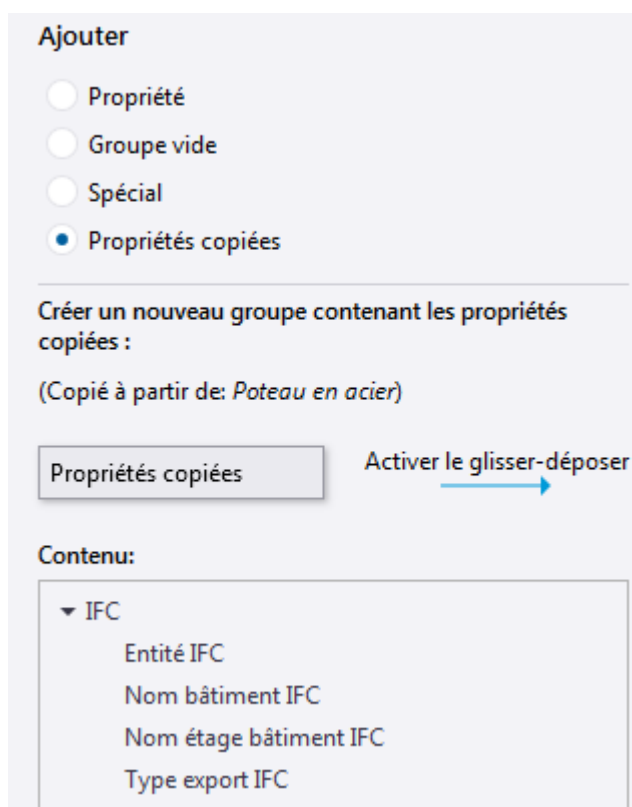 Ajouter
Propriété
Groupe vide
Spécial
Propriétés copiées
Créer un nouveau groupe contenant les propriétés
copiées :
(Copié à partir de: Poteau en acier)
Propriétés copiées
Activer le glisser-déposer
Contenu:
IFC
Entité IFC
Nom bâtiment IFC
Nom étage bâtiment IFC
Type export IFC